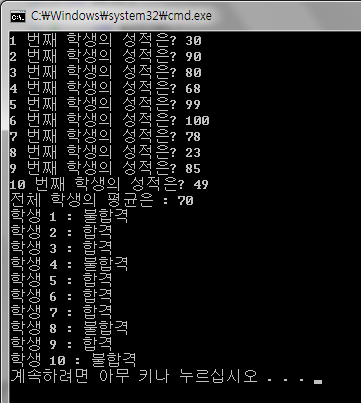 C:\Windows\system32\cmd.exe
1 번째 학생의 성적은? 30
2 번째 학생의 성적은? 90
3 번째 학생의 성적은? 80
4 번째 학생의 성적은? 68
5 번째 학생의 성적은? 99
6 번째 학생의 성적은? 100
7 번째 학생의 성적은? 78
8 번째 학생의 성적은? 23
9 번째 학생의 성적은? 85
10 번째 학생의 성적은? 49
전체 학생의 평균은 : 70
학생 1 : 불합격
학생 2 : 합격
학생 3 : 합격
학생 4 : 불합격
학생 5 : 합격
학생 6 : 합격
학생 7 : 합격
학생 8 : 불합격
학생 9 : 합격
학생 10 : 불합격
계속하려면 아무 키나 누르십시오 . . .